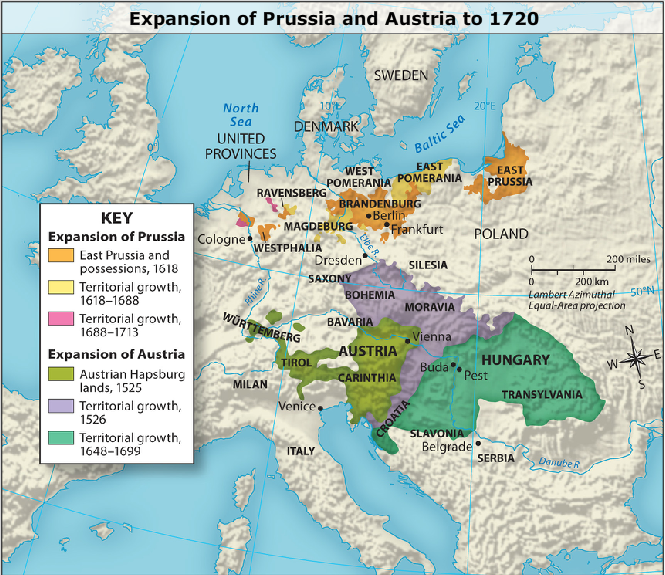 Expansion of Prussia and Austria to 1720
SWEDEN
North
Sea
10°E
20°E
DENMARK
Baltic Sea
UNITED
PROVINCES
WEST
POMERANIA
EAST
POMERANIA
EAST
PRUSSIA
RAVENSBERG
BRANDENBURG
Berlin
MAGDEBURG
Frankfurt
POLAND
Cologne
WESTPHALIA
Elbe R.
Dresden
SILESIA
SAXONY
Rhine R.
BOHEMIA
MORAVIA
0 200 miles
0 200 km
Lambert Azimuthal
Equal-Area projection
50°N
WÜRTTEMBERG
BAVARIA
Vienna
AUSTRIA
HUNGARY
N
W E
S
TIROL
CARINTHIA
Buda
Pest
TRANSYLVANIA
MILAN
Venice
CROATIA
SLAVONIA
Belgrade
SERBIA
Danube R.
ITALY
0°
KEY
Expansion of Prussia
East Prussia and
possessions, 1618
Territorial growth,
1618–1688
Territorial growth,
1688–1713
Expansion of Austria
Austrian Hapsburg
lands, 1525
Territorial growth,
1526
Territorial growth,
1648–1699